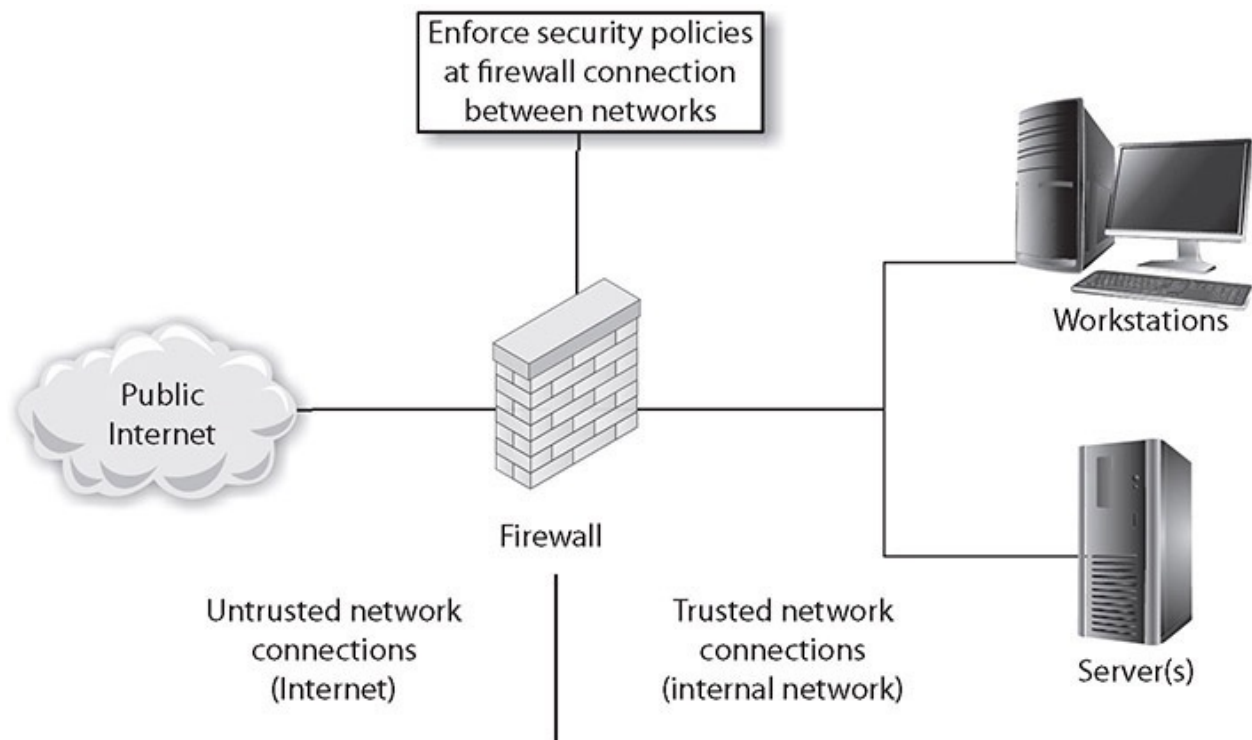 Enforce security policies
at firewall connection
between networks
Workstations
Public
Internet
Firewall
Untrusted network
connections
(Internet)
Trusted network
connections
(internal network)
Server(s)